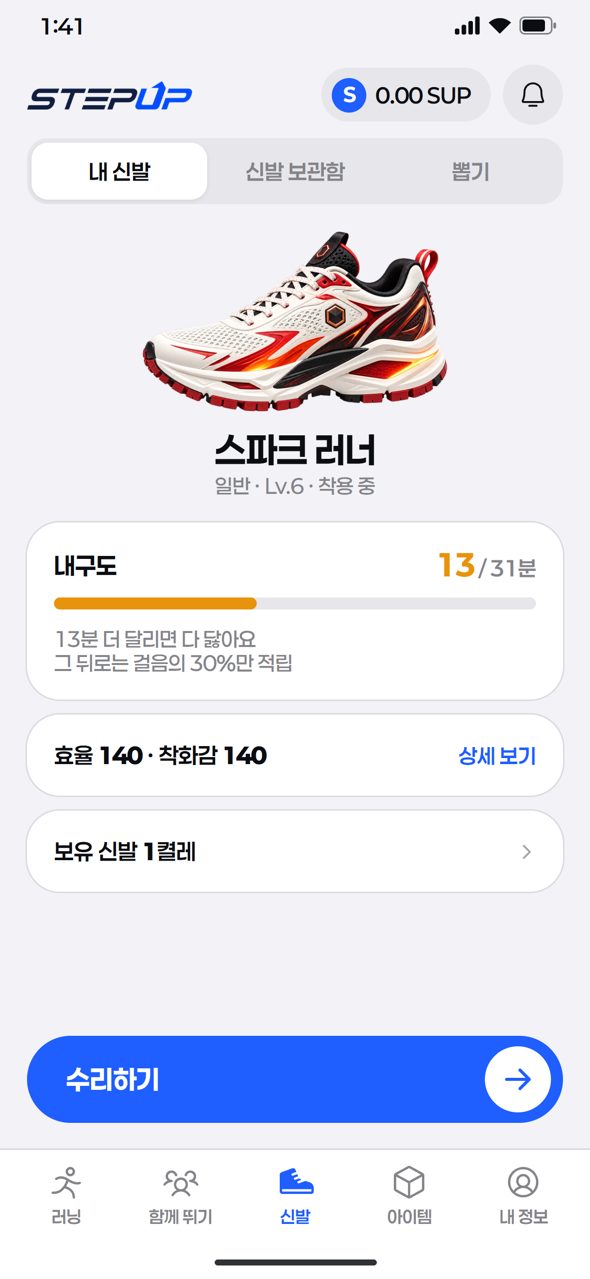 1:41
STEPUP
S 0.00 SUP
내 신발 신발 보관함 뽑기
스파크 러너
일반 · Lv.6 · 착용 중
내구도 13/31분
13분 더 달리면 다 닳아요
그 뒤로는 걸음의 30%만 적립
효율 140 · 착화감 140 상세 보기
보유 신발 1켤레
수리하기
러닝 함께 뛰기 신발 아이템 내 정보